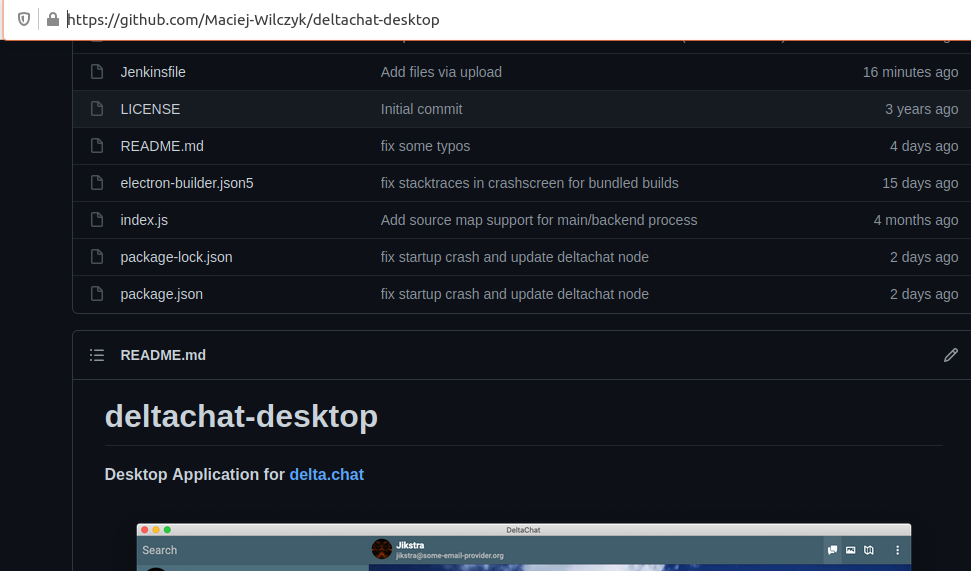 https://github.com/Maciej-Wilczyk/deltachat-desktop
Jenkinsfile Add files via upload 16 minutes ago
LICENSE Initial commit 3 years ago
README.md fix some typos 4 days ago
electron-builder.json5 fix stacktraces in crashscreen for bundled builds 15 days ago
index.js Add source map support for main/backend process 4 months ago
package-lock.json fix startup crash and update deltachat node 2 days ago
package.json fix startup crash and update deltachat node 2 days ago
README.md
deltachat-desktop
Desktop Application for delta.chat
DeltaChat
Search
Jikstra
jikstra@some-email-provider.org